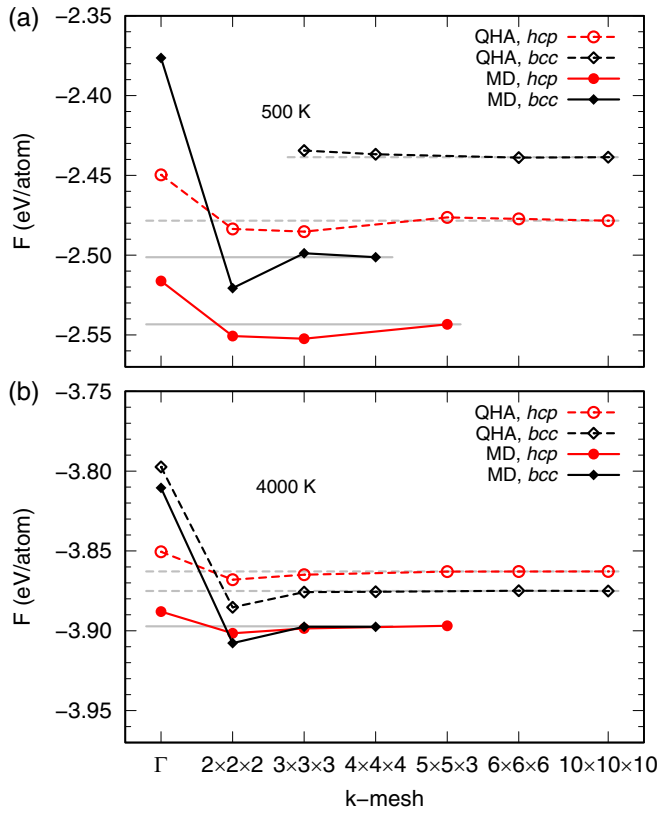 (a)
F (eV/atom)
−2.35
−2.40
−2.45
−2.50
−2.55
500 K
QHA, hcp
QHA, bcc
MD, hcp
MD, bcc
(b)
F (eV/atom)
−3.75
−3.80
−3.85
−3.90
−3.95
4000 K
QHA, hcp
QHA, bcc
MD, hcp
MD, bcc
Γ 2×2×2 3×3×3 4×4×4 5×5×3 6×6×6 10×10×10
k−mesh